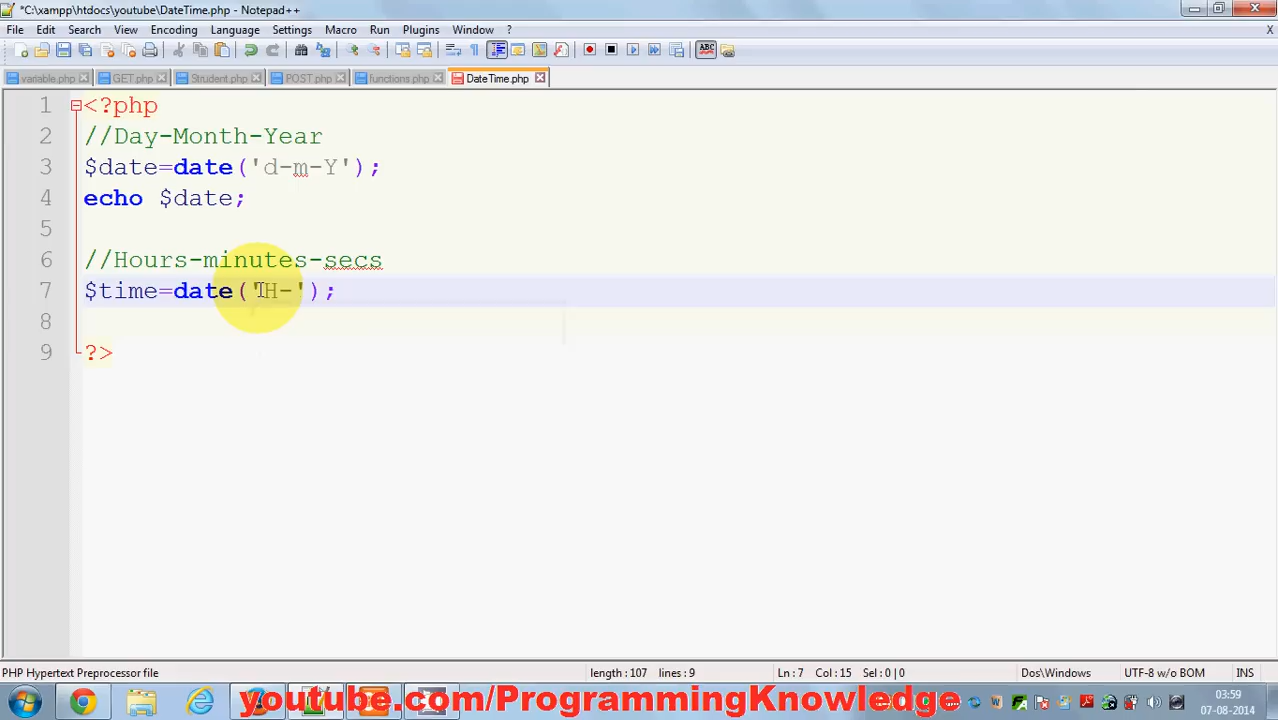 *C:\xampp\htdocs\youtube\DateTime.php - Notepad++
File Edit Search View Encoding Language Settings Macro Run Plugins Window ? X
variable.php GET.php Strudent.php POST.php functions.php DateTime.php
1 <?php
2 //Day-Month-Year
3 $date=date('d-m-Y');
4 echo $date;
5
6 //Hours-minutes-secs
7 $time=date('H-');
8
9 ?>
PHP Hypertext Preprocessor file length : 107 lines : 9 Ln : 7 Col : 15 Sel : 0 | 0 Dos\Windows UTF-8 w/o BOM INS
youtube.com/ProgrammingKnowledge
03:59
07-08-2014